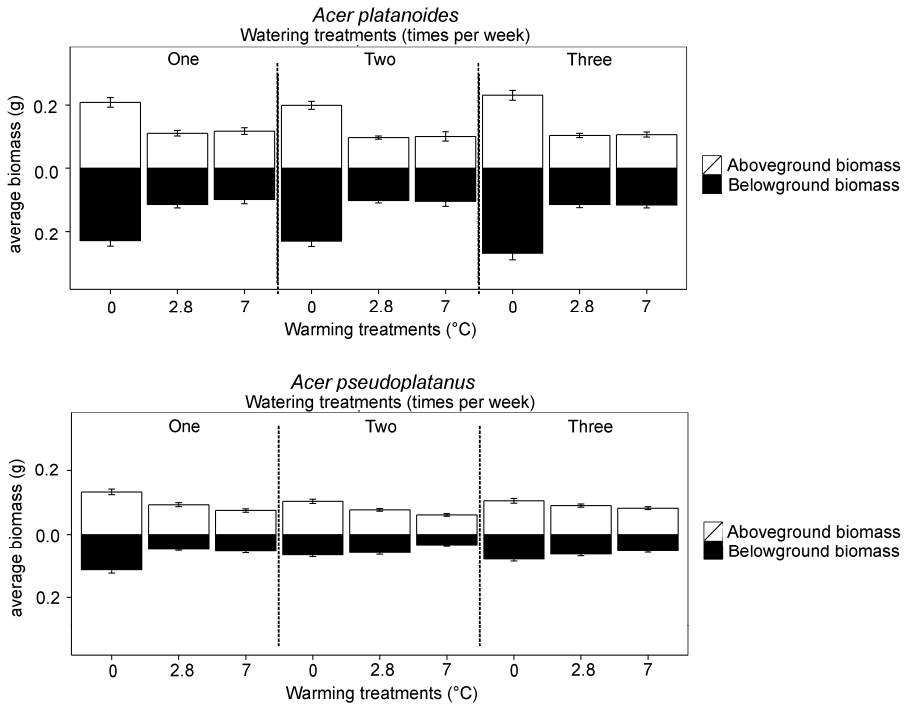 Acer platanoides
Watering treatments (times per week)
One Two Three
average biomass (g)
0.2
0.0
0.2
0 2.8 7 0 2.8 7 0 2.8 7
Warming treatments (°C)
Aboveground biomass
Belowground biomass
Acer pseudoplatanus
Watering treatments (times per week)
One Two Three
average biomass (g)
0.2
0.0
0.2
0 2.8 7 0 2.8 7 0 2.8 7
Warming treatments (°C)
Aboveground biomass
Belowground biomass